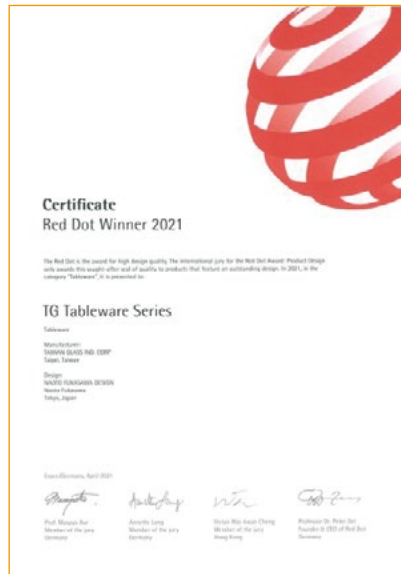 Certificate
Red Dot Winner 2021
The Red Dot is the award for high design quality. The international jury for the Red Dot Award: Product Design
only awards this sought-after seal of quality to products that feature an outstanding design. In 2021, in the
category "Tableware", it is presented to:
TG Tableware Series
Tableware
Manufacturer:
TAIWAN GLASS IND. CORP
Taipei, Taiwan
Design:
NAOTO FUKASAWA DESIGN
Naoto Fukasawa
Tokyo, Japan
Essen/Germany, April 2021
Prof. Masayo Ave
Member of the jury
Germany
Annette Lang
Member of the jury
Germany
Wai Kwan Cheng
Member of the jury
Hong Kong
Professor Dr. Peter Zec
Founder & CEO of Red Dot
Germany